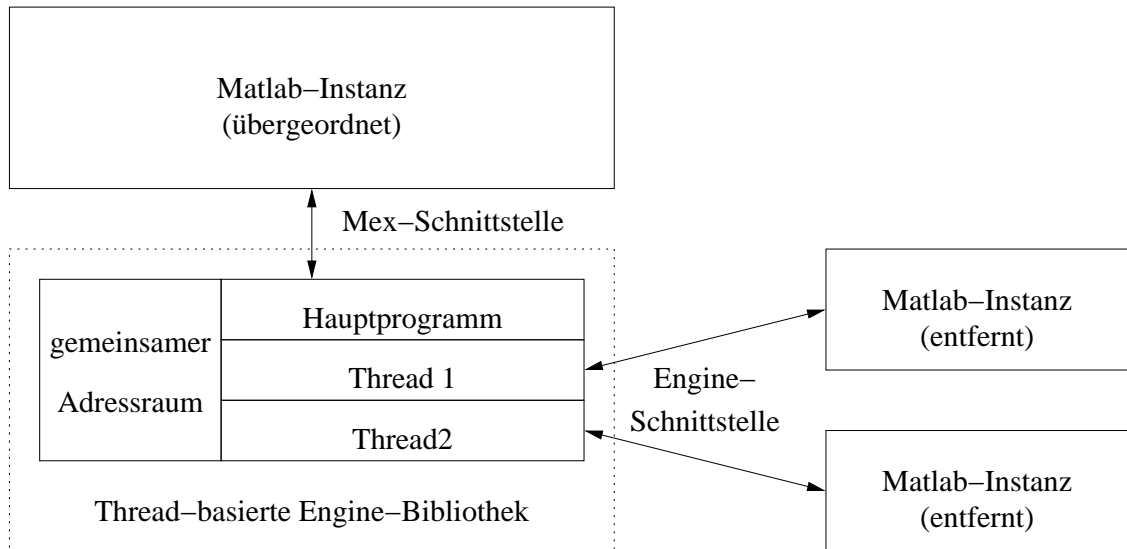 Matlab−Instanz
(übergeordnet)
Mex−Schnittstelle
gemeinsamer
Adressraum
Hauptprogramm
Thread 1
Thread2
Thread−basierte Engine−Bibliothek
Engine−
Schnittstelle
Matlab−Instanz
(entfernt)
Matlab−Instanz
(entfernt)